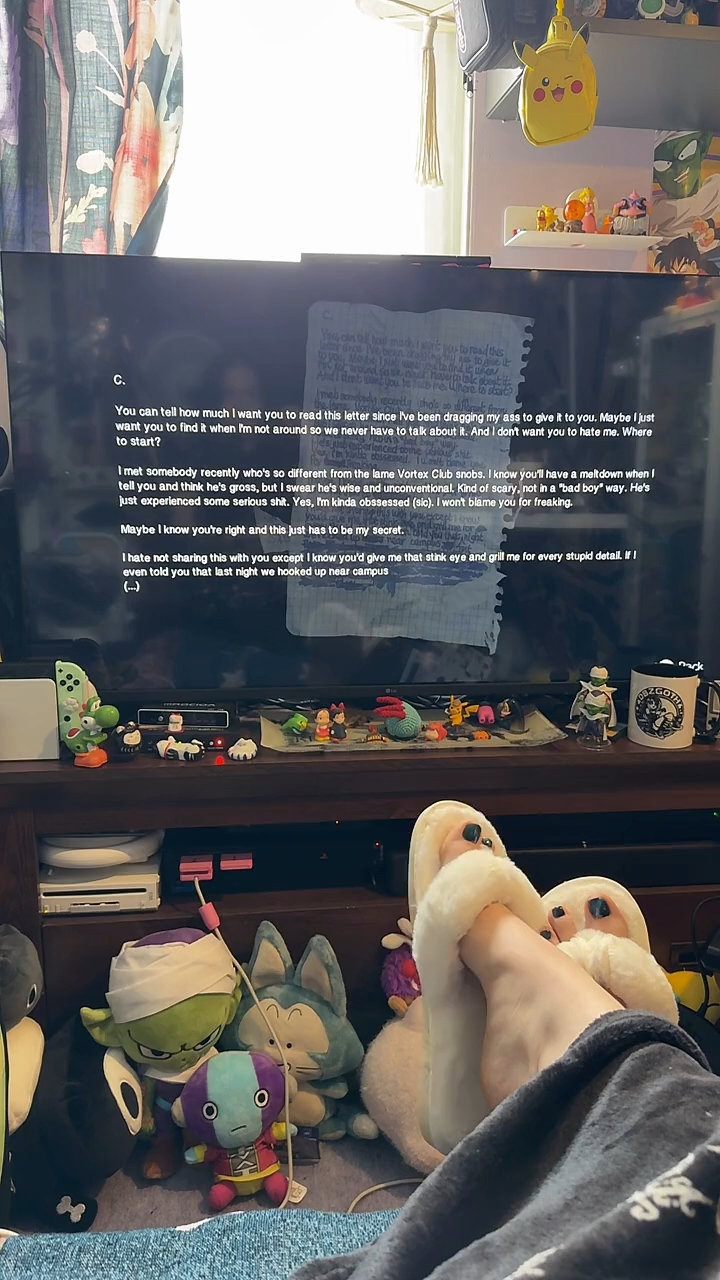 C.
You can tell how much I want you to read this letter since I've been dragging my ass to give it to you. Maybe I just
want you to find it when I'm not around so we never have to talk about it. And I don't want you to hate me. Where
to start?
I met somebody recently who's so different from the lame Vortex Club snobs. I know you'll have a meltdown when I
tell you and think he's gross, but I swear he's wise and unconventional. Kind of scary, not in a "bad boy" way. He's
just experienced some serious shit. Yes, I'm kinda obssessed (sic). I won't blame you for freaking.
Maybe I know you're right and this just has to be my secret.
I hate not sharing this with you except I know you'd give me that stink eye and grill me for every stupid detail. If I
even told you that last night we hooked up near campus
(...)
Back
LG